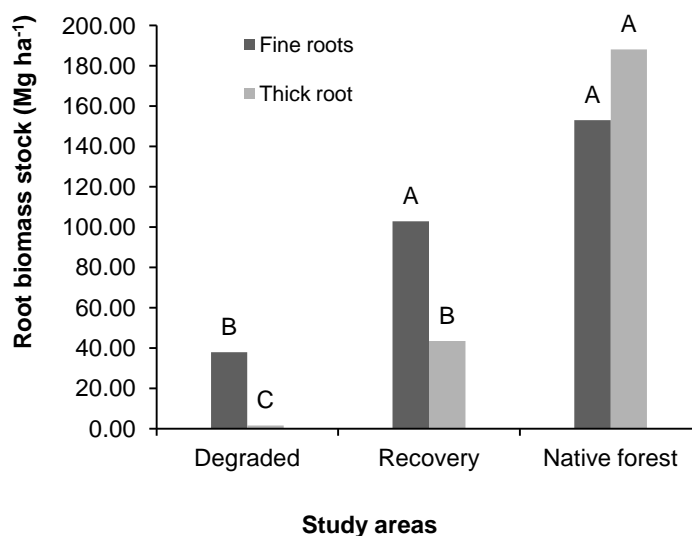 Root biomass stock (Mg ha⁻¹)
200.00
180.00
160.00
140.00
120.00
100.00
80.00
60.00
40.00
20.00
0.00
Fine roots
Thick root
B
C
A
B
A
A
Degraded
Recovery
Native forest
Study areas